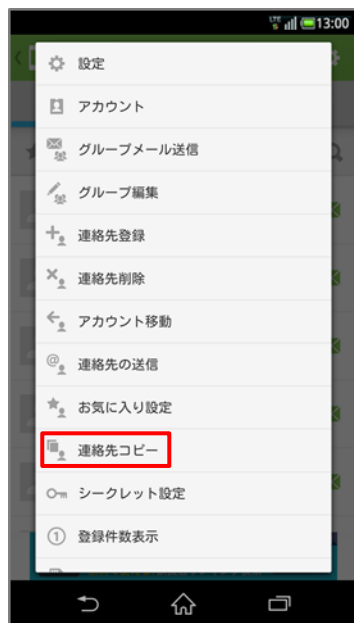 LTE 13:00
設定
アカウント
グループメール送信
グループ編集
連絡先登録
連絡先削除
アカウント移動
連絡先の送信
お気に入り設定
連絡先コピー
シークレット設定
1 登録件数表示